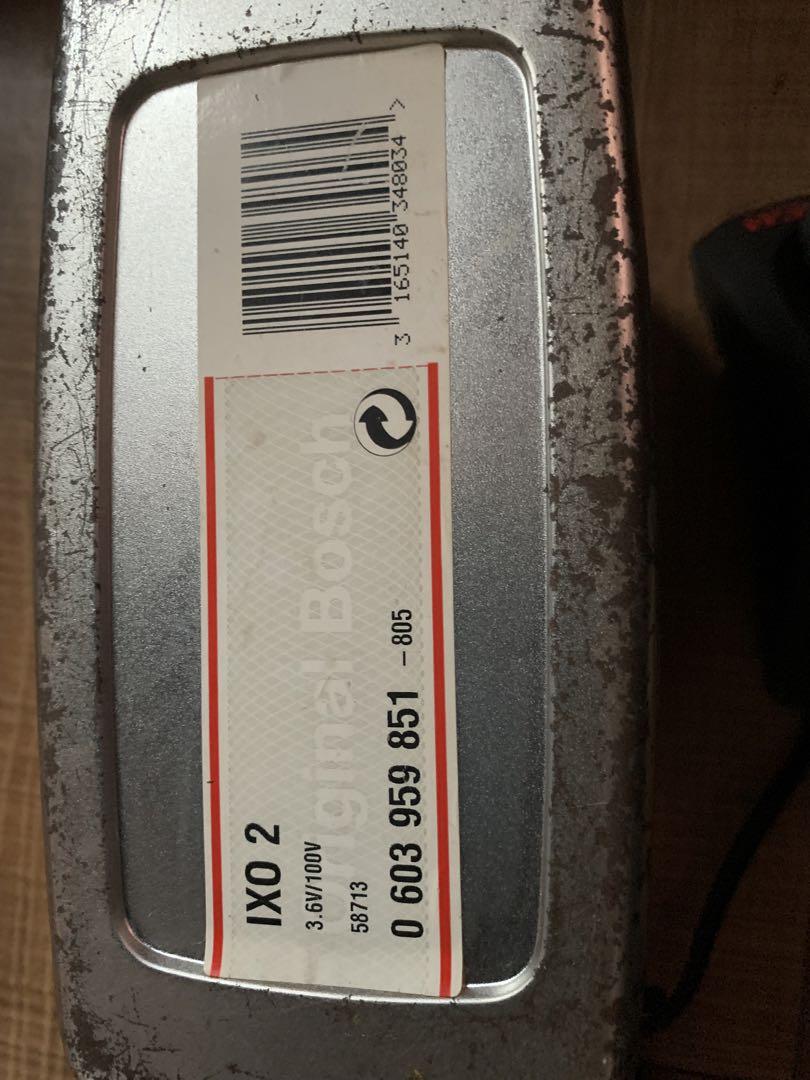 IXO 2
3.6V/100V
58713
0 603 959 851 -805
Original Bosch
3 165140 348034 >